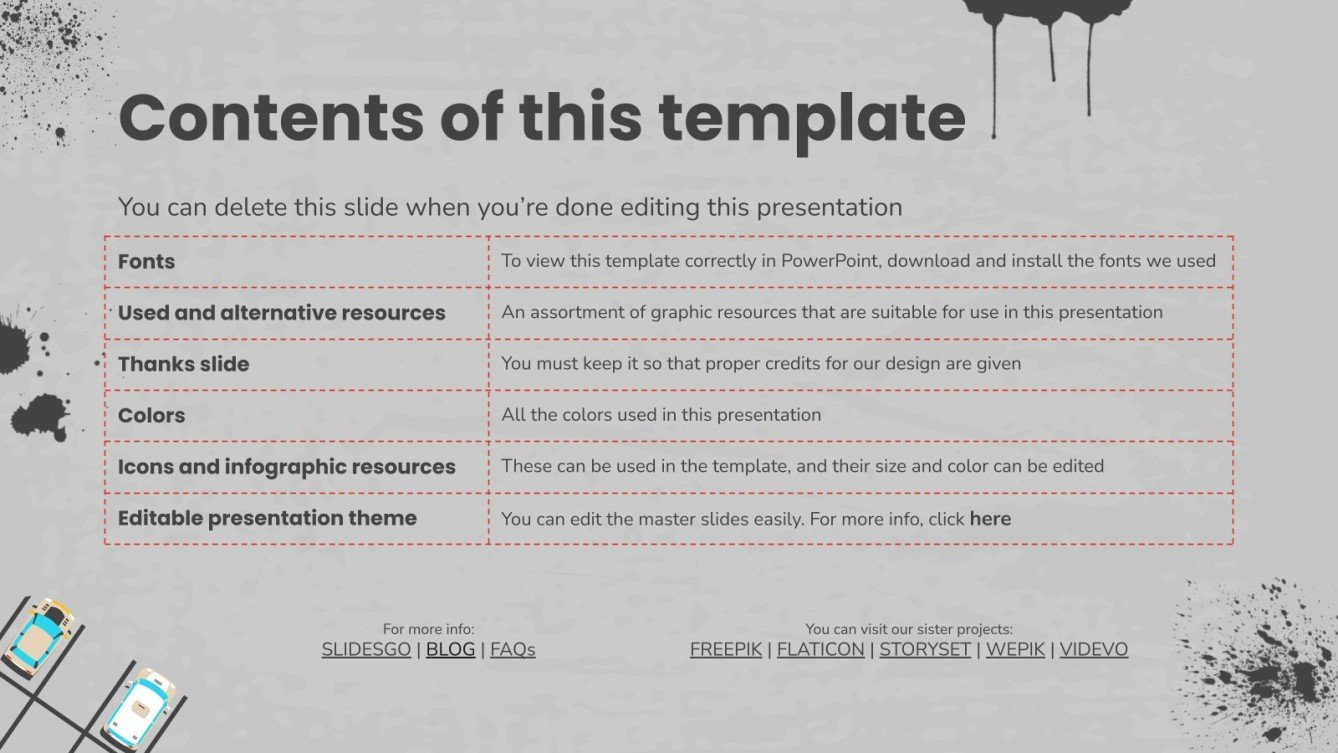 Contents of this template
You can delete this slide when you’re done editing this presentation
Fonts
To view this template correctly in PowerPoint, download and install the fonts we used
Used and alternative resources
An assortment of graphic resources that are suitable for use in this presentation
Thanks slide
You must keep it so that proper credits for our design are given
Colors
All the colors used in this presentation
Icons and infographic resources
These can be used in the template, and their size and color can be edited
Editable presentation theme
You can edit the master slides easily. For more info, click here
For more info:
SLIDESGO | BLOG | FAQs
You can visit our sister projects:
FREEPIK | FLATICON | STORYSET | WEPIK | VIDEVO